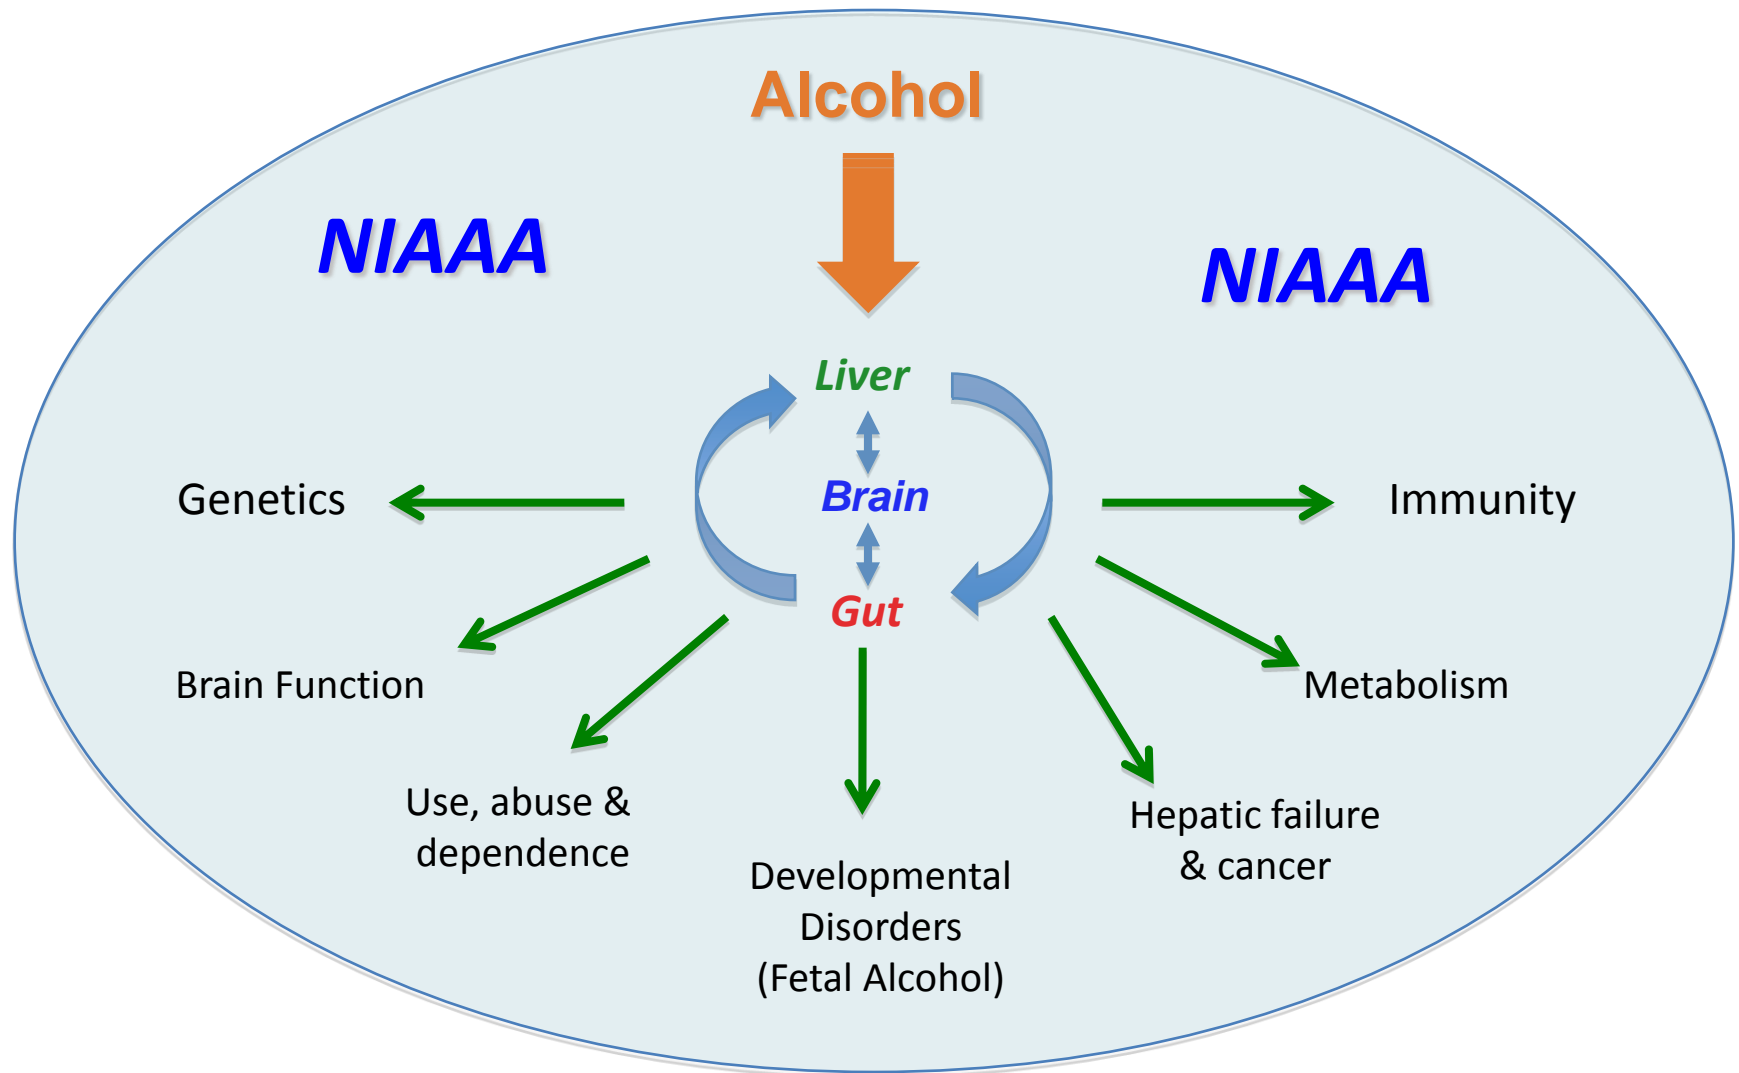 Alcohol
NIAAA
NIAAA
Liver
Brain
Gut
Genetics
Immunity
Brain Function
Metabolism
Use, abuse &
dependence
Hepatic failure
& cancer
Developmental
Disorders
(Fetal Alcohol)